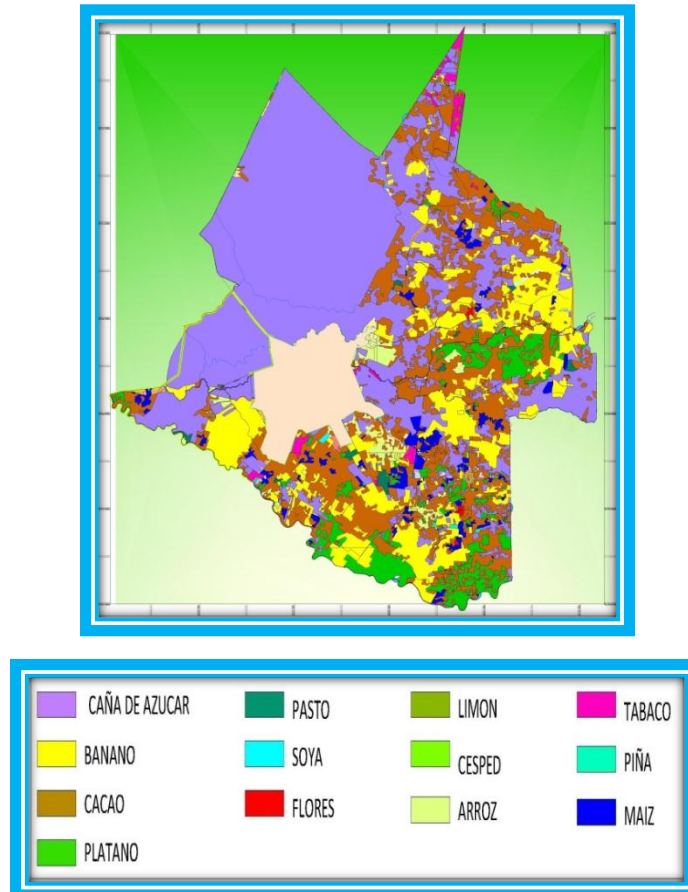 CAÑA DE AZUCAR
PASTO
LIMON
TABACO
BANANO
SOYA
CESPED
PIÑA
CACAO
FLORES
ARROZ
MAIZ
PLATANO